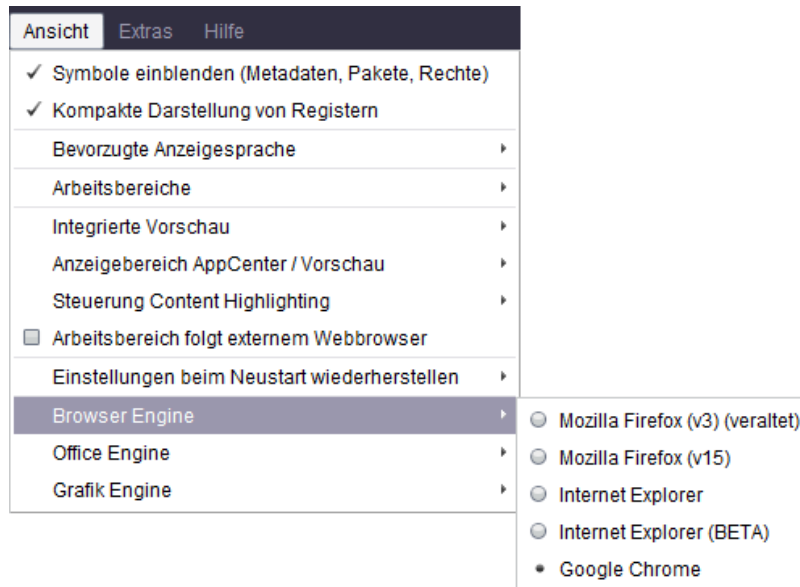 Ansicht Extras Hilfe
Symbole einblenden (Metadaten, Pakete, Rechte)
Kompakte Darstellung von Registern
Bevorzugte Anzeigesprache
Arbeitsbereiche
Integrierte Vorschau
Anzeigebereich AppCenter / Vorschau
Steuerung Content Highlighting
Arbeitsbereich folgt externem Webbrowser
Einstellungen beim Neustart wiederherstellen
Browser Engine
Office Engine
Grafik Engine
Mozilla Firefox (v3) (veraltet)
Mozilla Firefox (v15)
Internet Explorer
Internet Explorer (BETA)
Google Chrome